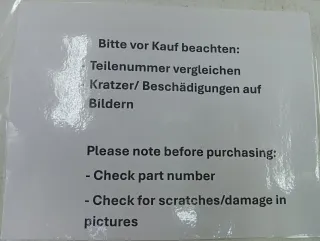 Bitte vor Kauf beachten:
Teilenummer vergleichen
Kratzer/ Beschädigungen auf
Bildern
Please note before purchasing:
- Check part number
- Check for scratches/damage in
pictures